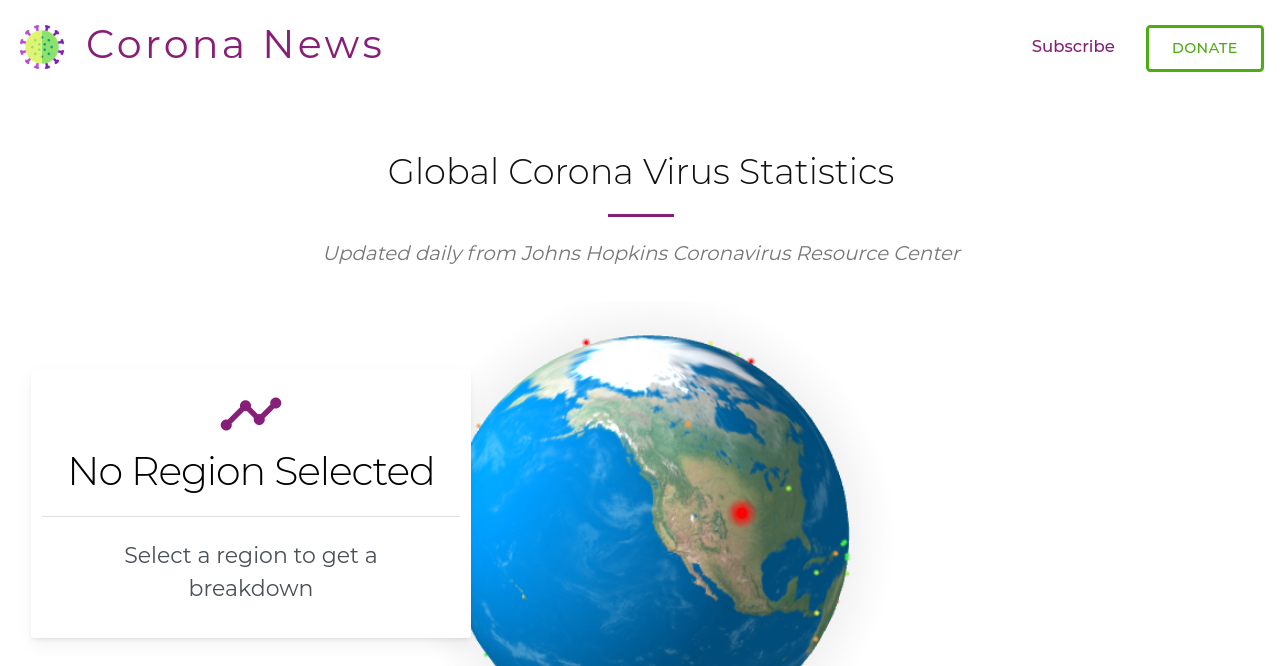 Corona News
Subscribe
DONATE
Global Corona Virus Statistics
Updated daily from Johns Hopkins Coronavirus Resource Center
No Region Selected
Select a region to get a
breakdown